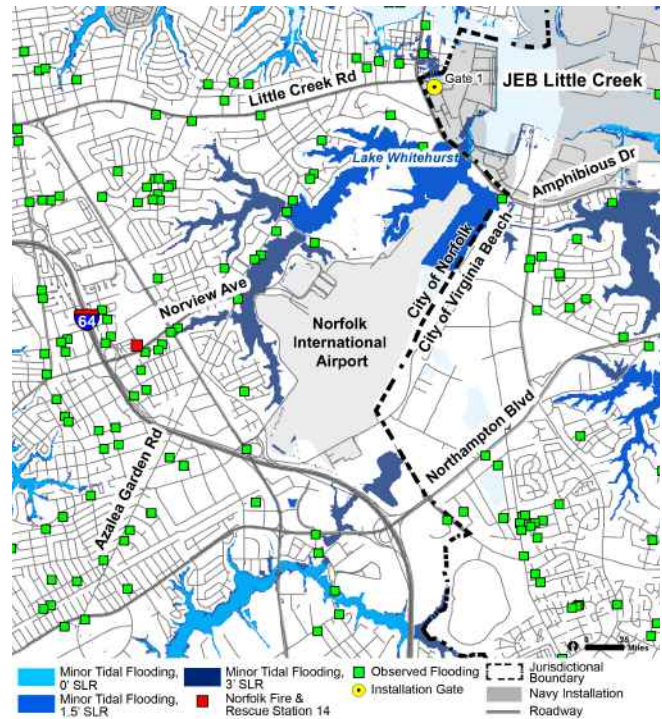 Little Creek Rd
Gate 1
JEB Little Creek
Lake Whitehurst
Amphibious Dr
City of Norfolk
City of Virginia Beach
Norview Ave
64
Norfolk
International
Airport
Northampton Blvd
Azalea Garden Rd
Miles
Minor Tidal Flooding,
0' SLR
Minor Tidal Flooding,
1.5' SLR
Minor Tidal Flooding,
3' SLR
Norfolk Fire &
Rescue Station 14
Observed Flooding
Installation Gate
Jurisdictional
Boundary
Navy Installation
Roadway